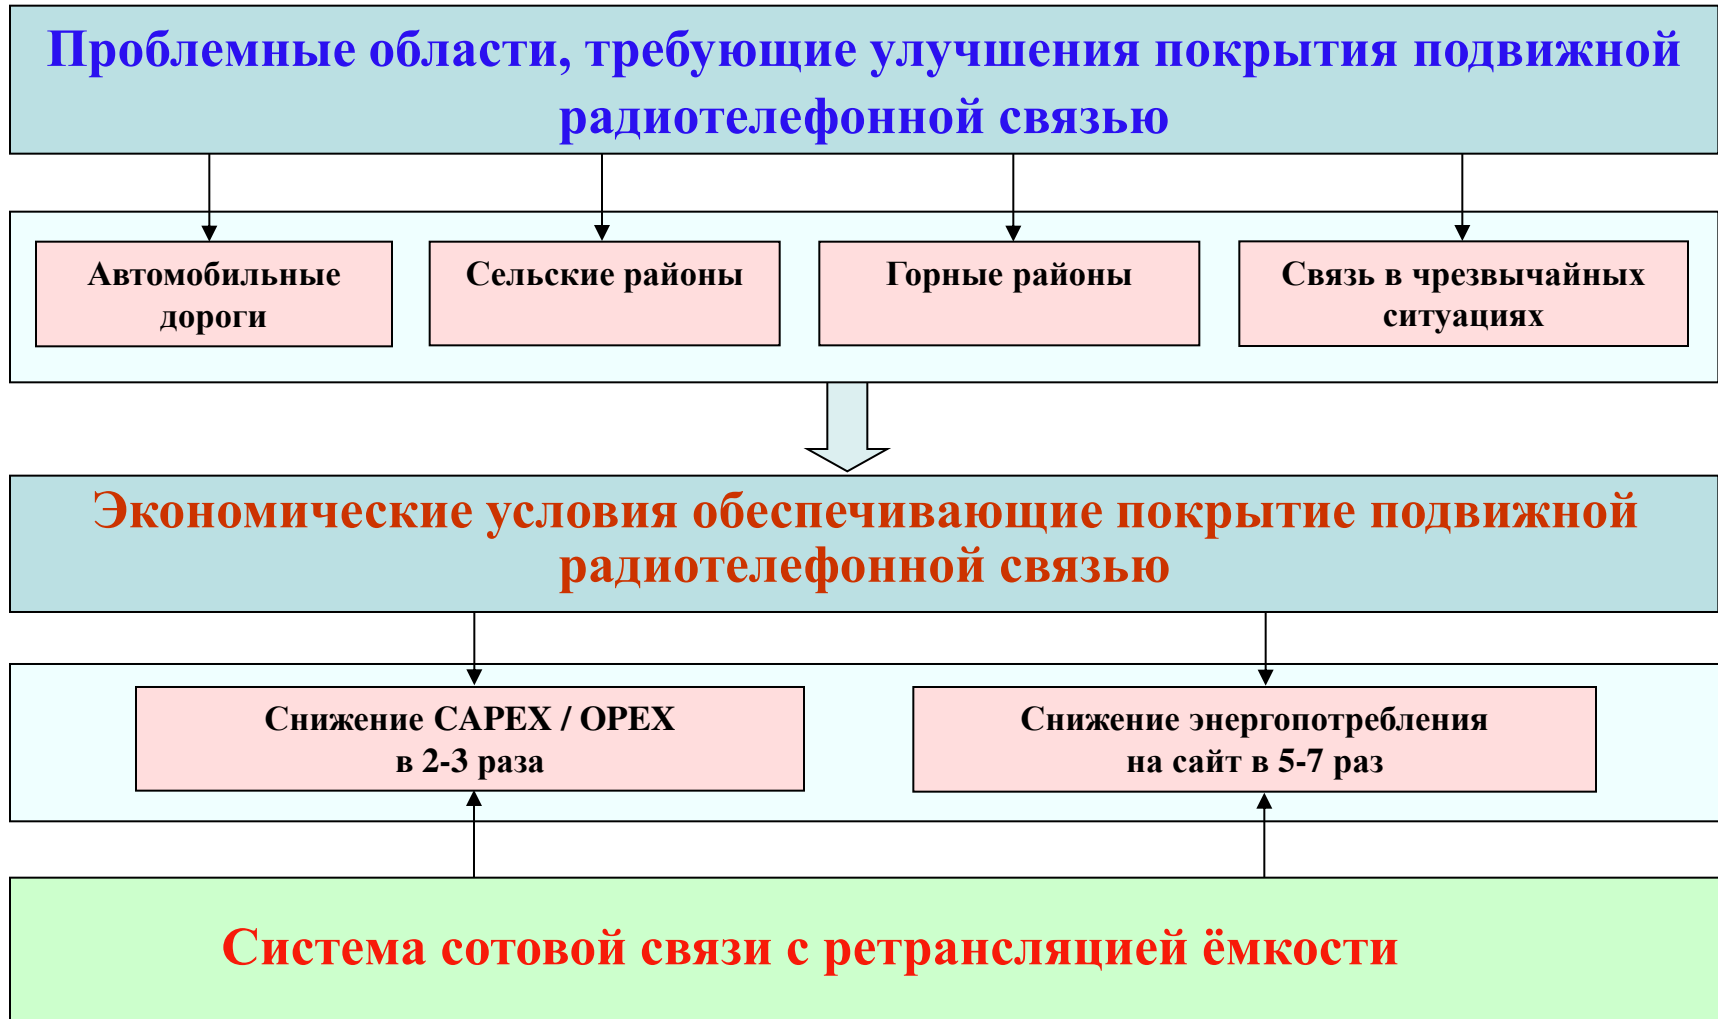 Проблемные области, требующие улучшения покрытия подвижной
радиотелефонной связью
Автомобильные
дороги
Сельские районы
Горные районы
Связь в чрезвычайных
ситуациях
Экономические условия обеспечивающие покрытие подвижной
радиотелефонной связью
Снижение CAPEX / OPEX
в 2-3 раза
Снижение энергопотребления
на сайт в 5-7 раз
Система сотовой связи с ретрансляцией ёмкости